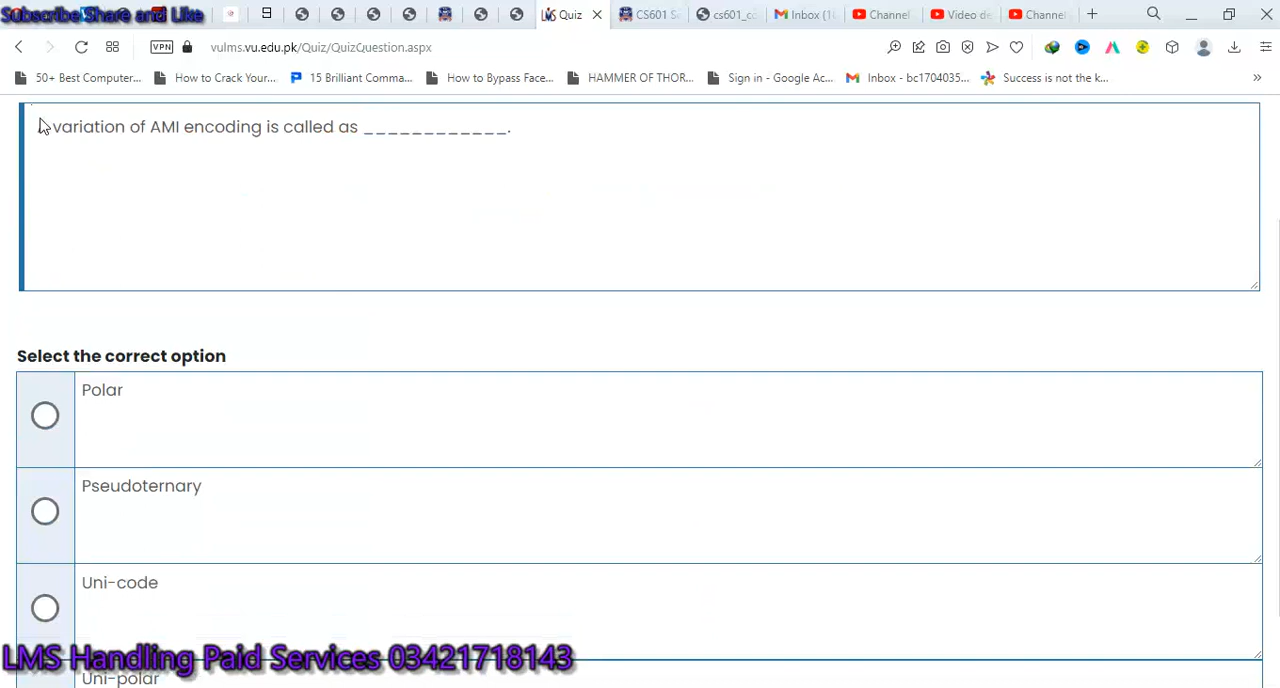 Subscribe Share and Like
Quiz
CS601 S
cs601_cc
Inbox (1
Channel
Video de
Channel
VPN
vulms.vu.edu.pk/Quiz/QuizQuestion.aspx
50+ Best Computer...
How to Crack Your...
15 Brilliant Comma...
How to Bypass Face...
HAMMER OF THOR...
Sign in - Google Ac...
Inbox - bc1704035...
Success is not the k...
»
variation of AMI encoding is called as ____________.
Select the correct option
Polar
Pseudoternary
Uni-code
LMS Handling Paid Services 03421718143
Uni-polar